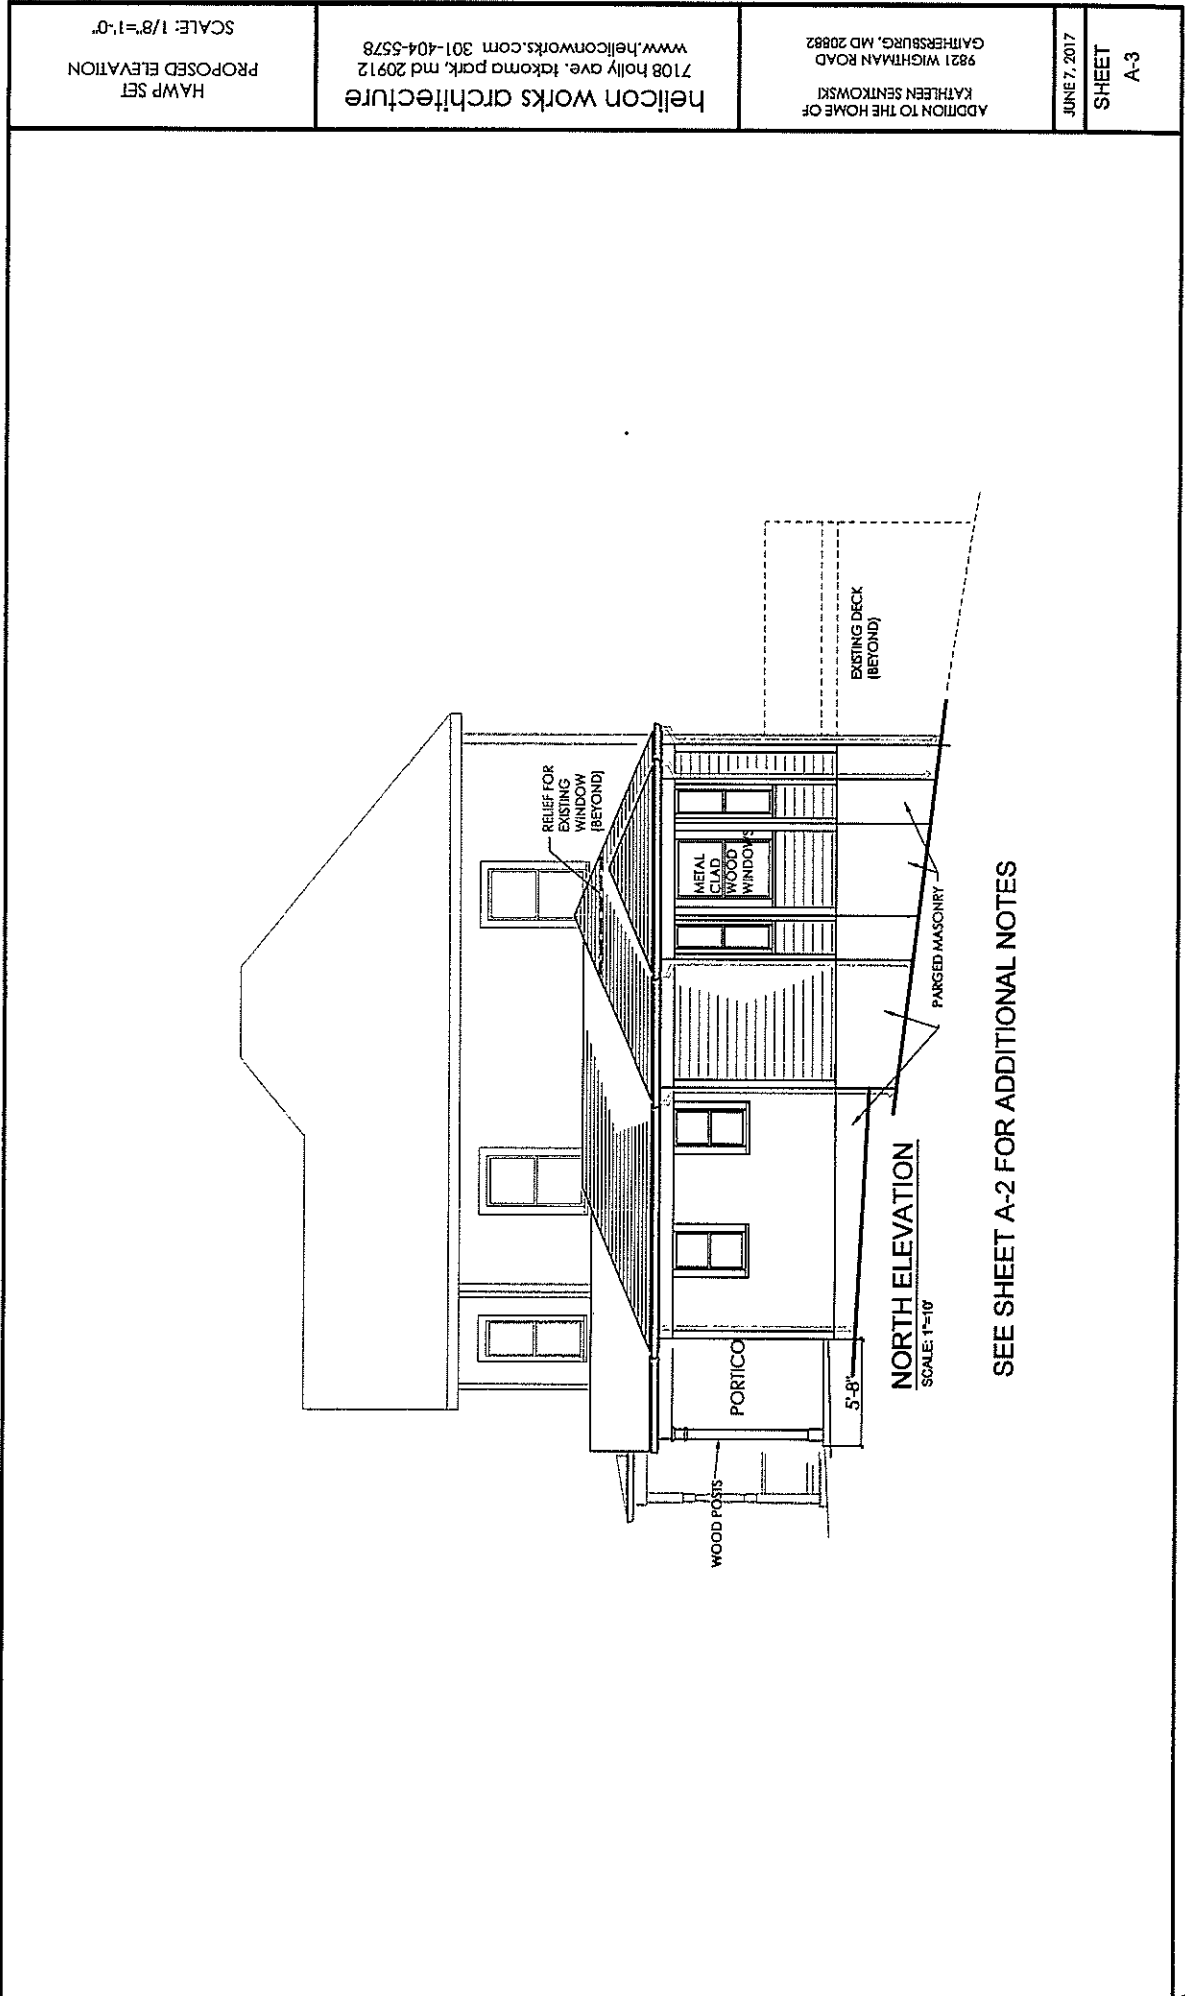 HAWP SET
PROPOSED ELEVATION
SCALE: 1/8"=1'-0"
helicon works architecture
7108 holly ave. takoma park, md 20912
www.heliconworks.com 301-404-5578
ADDITION TO THE HOME OF
KATHLEEN SENTKOWSKI
9821 WIGHTMAN ROAD
GAITHERSBURG, MD 20882
JUNE 7, 2017
SHEET
A-3
RELIEF FOR
EXISTING
WINDOW
(BEYOND)
EXISTING DECK
(BEYOND)
METAL
CLAD
WOOD
WINDOWS
PARGED MASONRY
PORTICO
WOOD POSTS
5'-8"
NORTH ELEVATION
SCALE: 1"=10'
SEE SHEET A-2 FOR ADDITIONAL NOTES